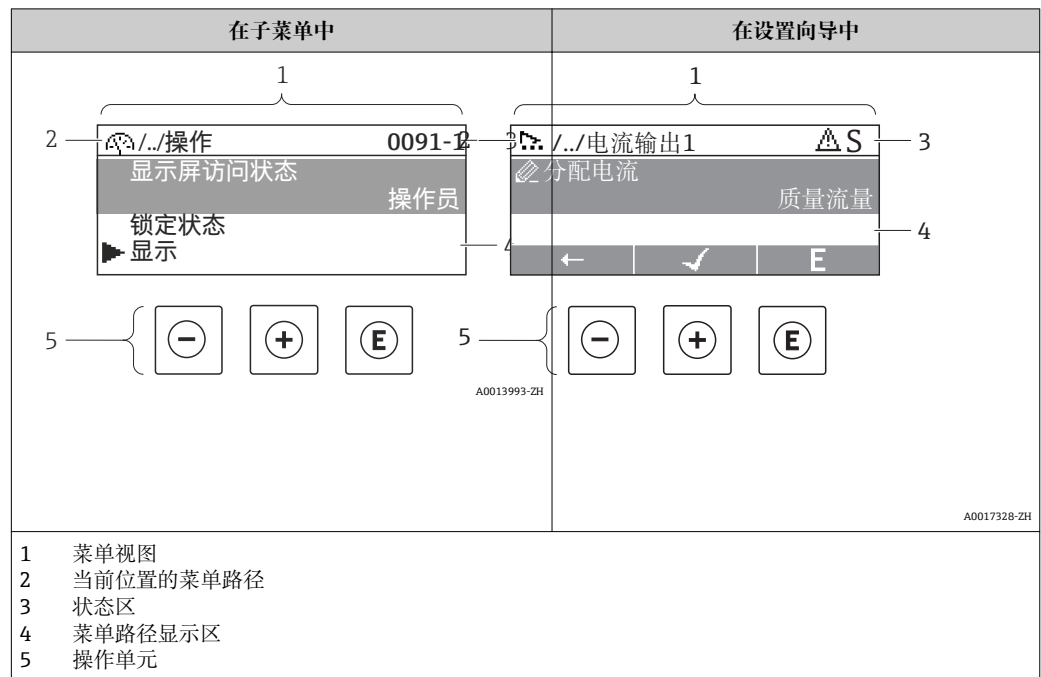 在子菜单中
在设置向导中
1
2
/../操作
0091-1
3
显示屏访问状态
操作员
锁定状态
显示
4
5
E
A0013993-ZH
1
2
/../电流输出1
S
3
分配电流
质量流量
4
E
5
E
A0017328-ZH
1 菜单视图
2 当前位置的菜单路径
3 状态区
4 菜单路径显示区
5 操作单元